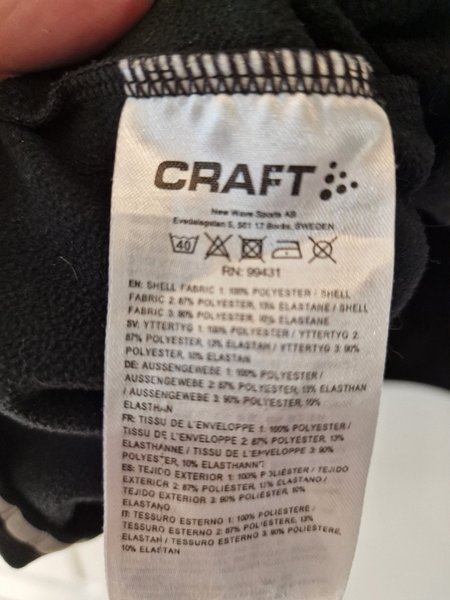 CRAFT
New Wave Sports AB
Evedalsgatan 5, 501 17 Borås, SWEDEN
40
RN: 99431
EN: SHELL FABRIC 1: 100% POLYESTER / SHELL
FABRIC 2: 87% POLYESTER, 13% ELASTANE / SHELL
FABRIC 3: 90% POLYESTER, 10% ELASTANE
SV: YTTERTYG 1: 100% POLYESTER / YTTERTYG 2:
87% POLYESTER, 13% ELASTAN / YTTERTYG 3: 90%
POLYESTER, 10% ELASTAN
DE: AUSSENGEWEBE 1: 100% POLYESTER /
AUSSENGEWEBE 2: 87% POLYESTER, 13% ELASTHAN
/ AUSSENGEWEBE 3: 90% POLYESTER, 10%
ELASTHAN
FR: TISSU DE L'ENVELOPPE 1: 100% POLYESTER /
TISSU DE L'ENVELOPPE 2: 87% POLYESTER, 13%
ELASTHANNE / TISSU DE L'ENVELOPPE 3: 90%
POLYESTER, 10% ELASTHANNE
ES: TEJIDO EXTERIOR 1: 100% POLIÉSTER / TEJIDO
EXTERIOR 2: 87% POLIÉSTER, 13% ELASTANO /
TEJIDO EXTERIOR 3: 90% POLIÉSTER, 10%
ELASTANO
IT: TESSURO ESTERNO 1: 100% POLIESTERE /
TESSURO ESTERNO 2: 87% POLIESTERE, 13%
ELASTAN / TESSURO ESTERNO 3: 90% POLIESTERE,
10% ELASTAN